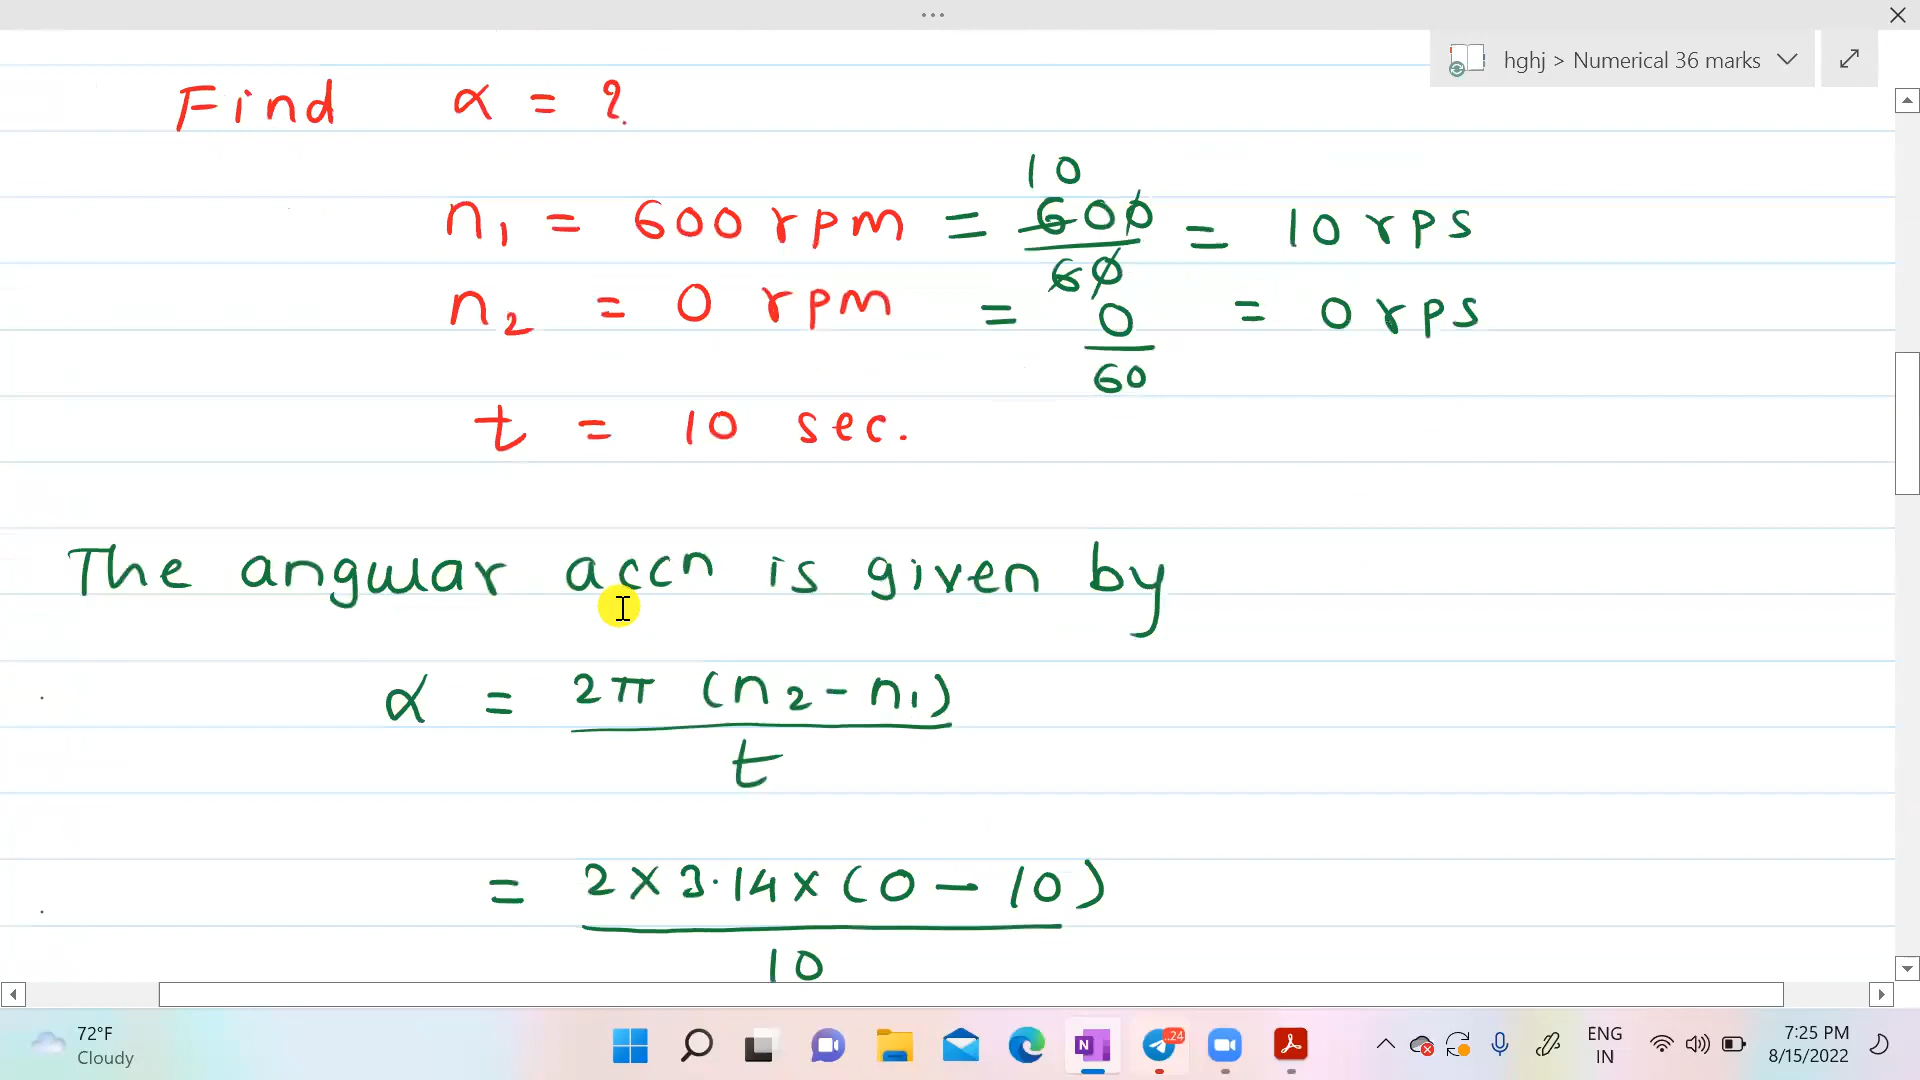 hghj > Numerical 36 marks
Find α = ?
10
n1 = 600 rpm = 600/60 = 10 rps
n2 = 0 rpm = 0/60 = 0 rps
t = 10 sec.
The angular accn is given by
α = 2π (n2 - n1)
t
= 2 × 3.14 × (0 - 10)
10
72°F
Cloudy
24
ENG
IN
7:25 PM
8/15/2022